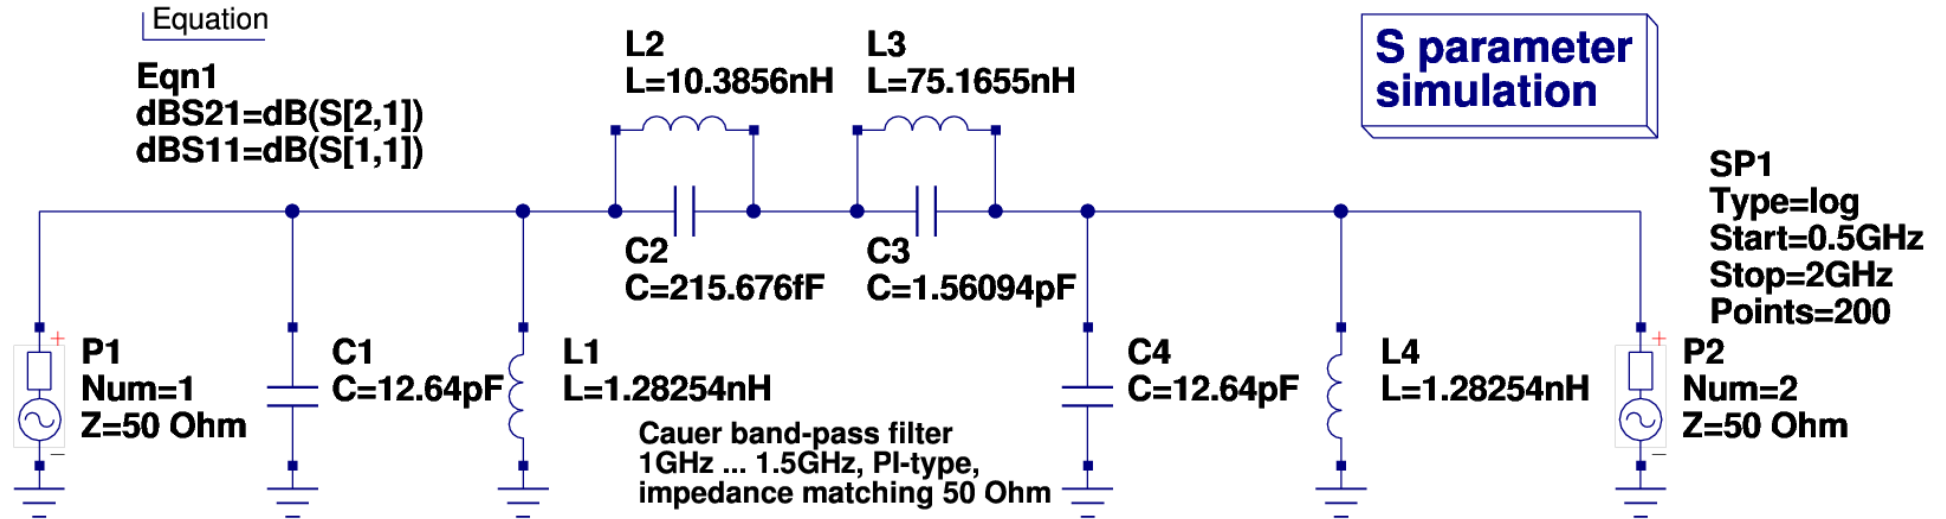 Equation
Eqn1
dBS21=dB(S[2,1])
dBS11=dB(S[1,1])
L2
L=10.3856nH
L3
L=75.1655nH
S parameter
simulation
SP1
Type=log
Start=0.5GHz
Stop=2GHz
Points=200
C2
C=215.676fF
C3
C=1.56094pF
+
P1
Num=1
Z=50 Ohm
−
C1
C=12.64pF
L1
L=1.28254nH
C4
C=12.64pF
L4
L=1.28254nH
+
P2
Num=2
Z=50 Ohm
−
Cauer band-pass filter
1GHz ... 1.5GHz, PI-type,
impedance matching 50 Ohm